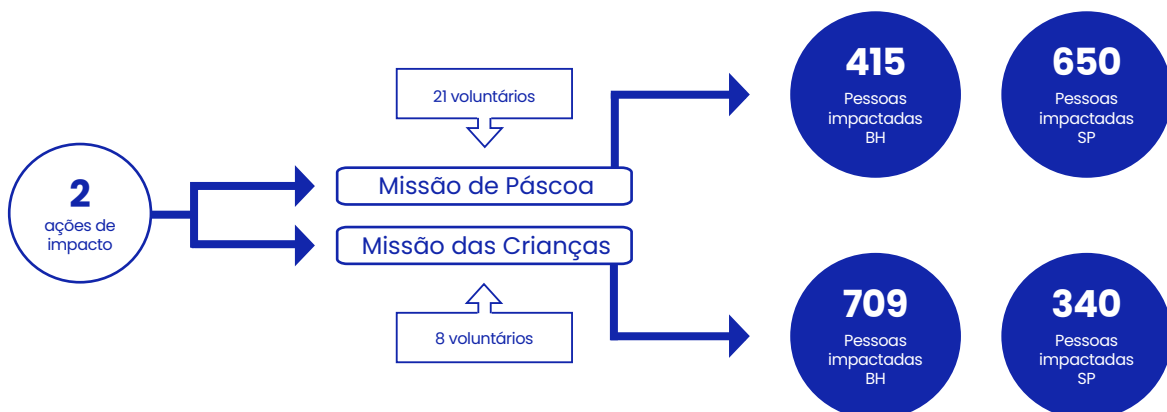 2
ações de
impacto
21 voluntários
Missão de Páscoa
Missão das Crianças
8 voluntários
415
Pessoas
impactadas
BH
650
Pessoas
impactadas
SP
709
Pessoas
impactadas
BH
340
Pessoas
impactadas
SP